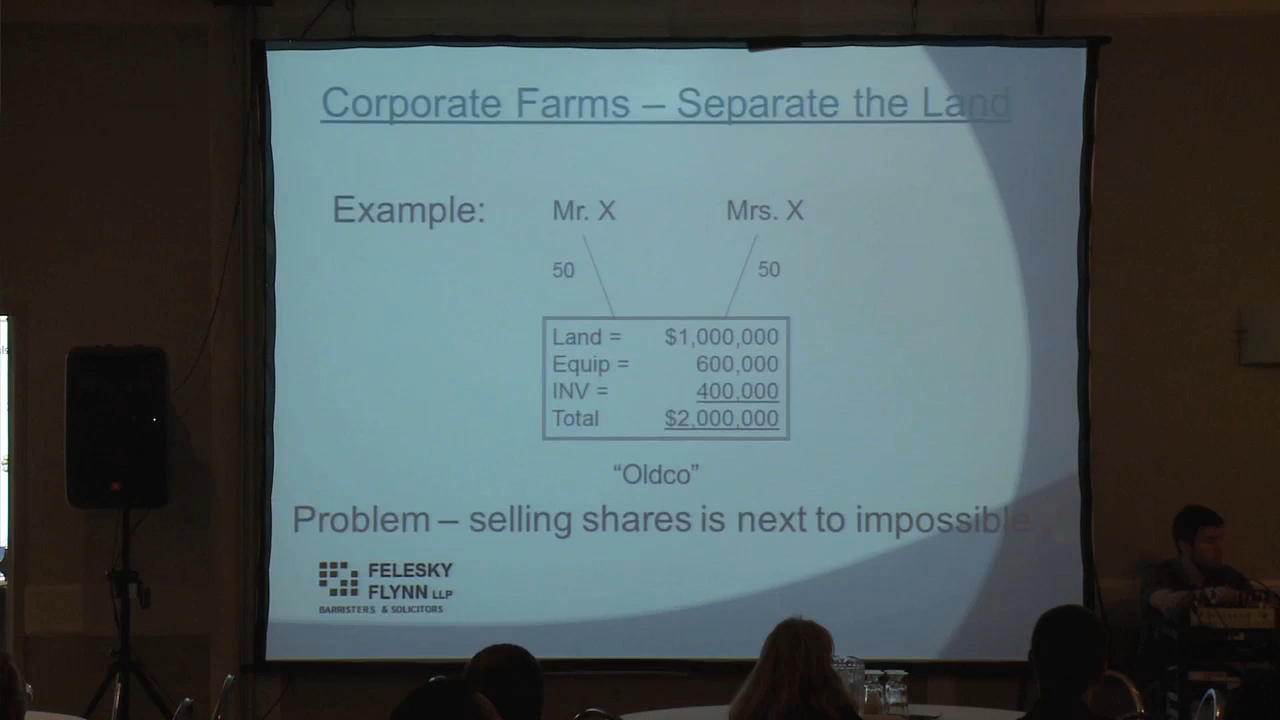 Corporate Farms – Separate the Land
Example:
Mr. X
Mrs. X
50
50
Land = $1,000,000
Equip = 600,000
INV = 400,000
Total $2,000,000
“Oldco”
Problem – selling shares is next to impossible
FELESKY
FLYNN LLP
BARRISTERS & SOLICITORS